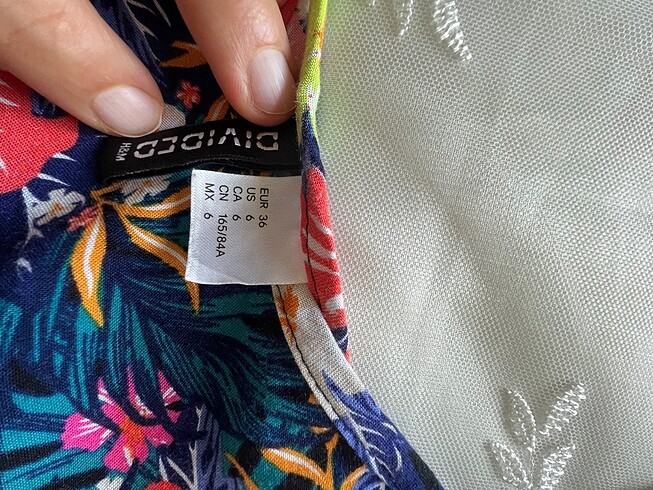 DIVIDED
H&M
EUR 36
US 6
CA 6
CN 165/84A
MX 6